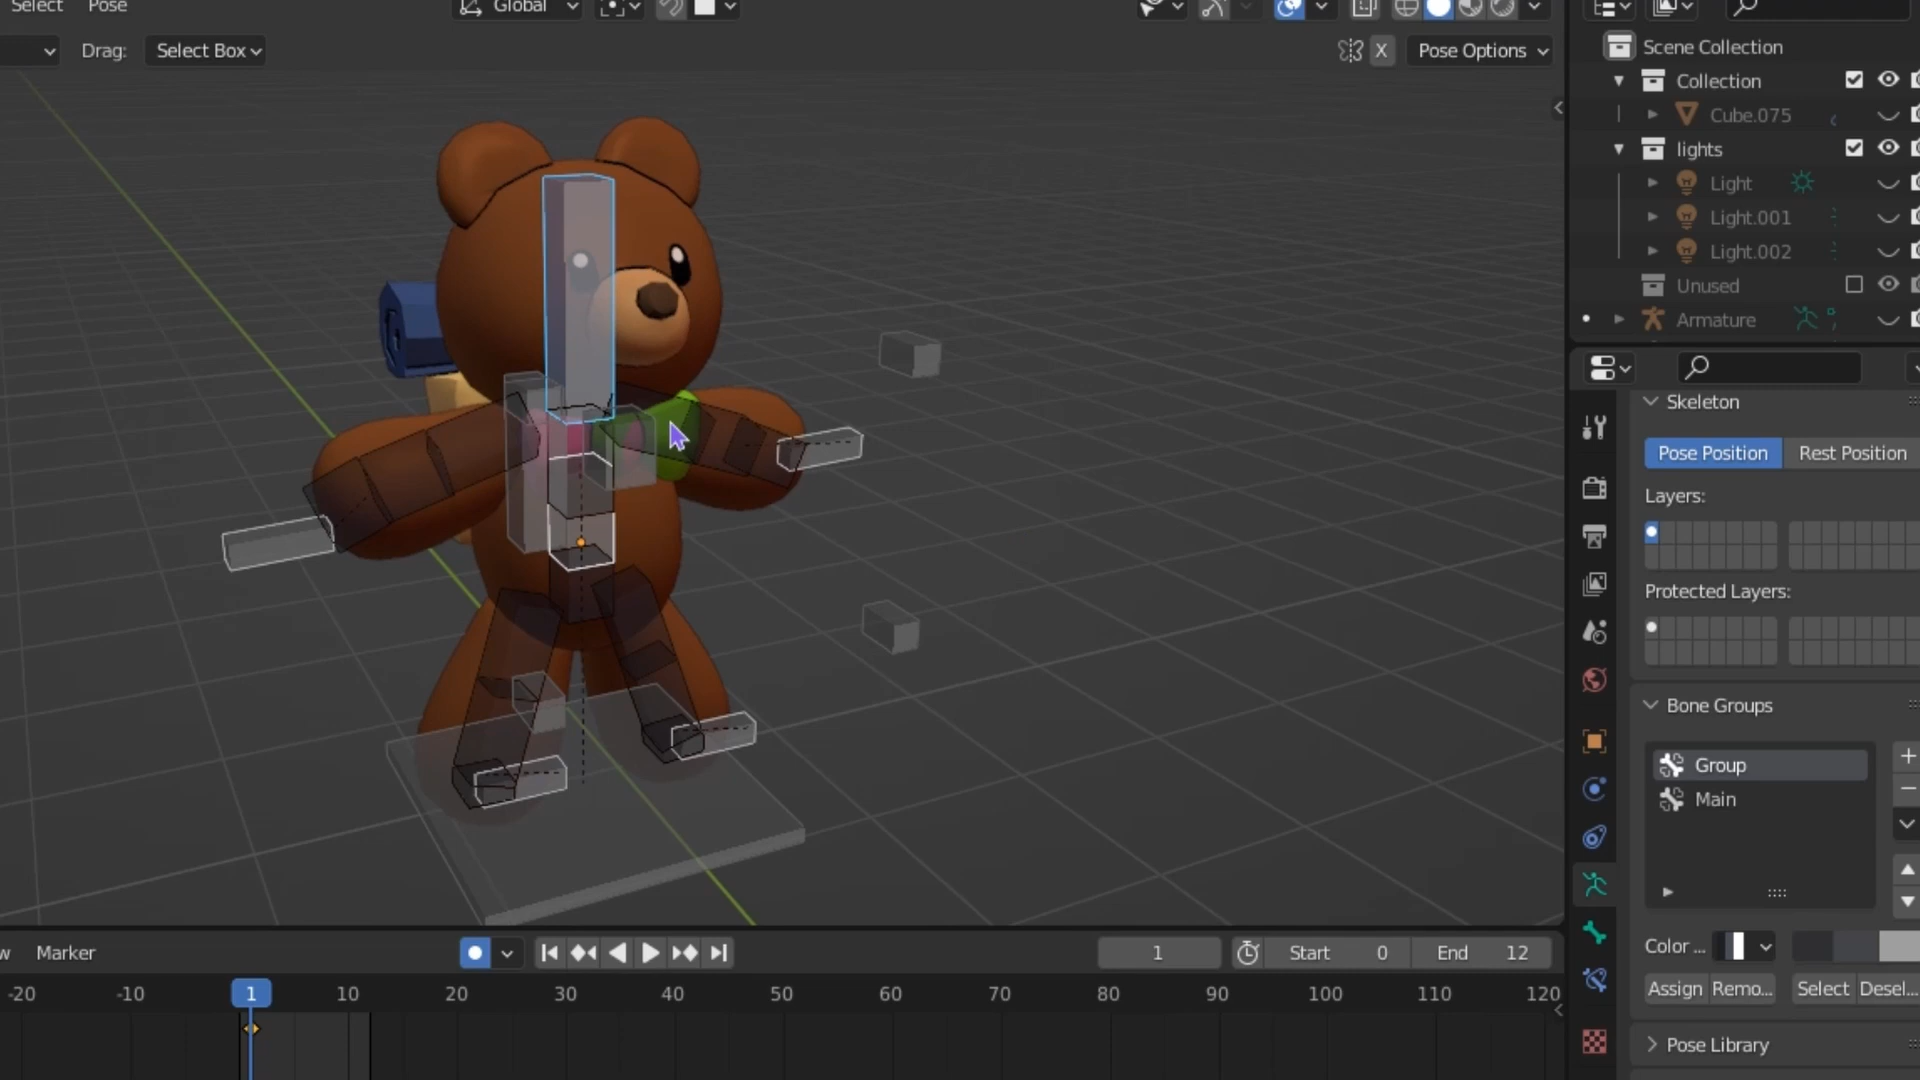 Select Pose Global
Drag: Select Box X Pose Options
Scene Collection
Collection
Cube.075
lights
Light
Light.001
Light.002
Unused
Armature
Skeleton
Pose Position Rest Position
Layers:
Protected Layers:
Bone Groups
Group
Main
Color ...
Assign Remo... Select Desel...
Pose Library
w Marker 1 Start 0 End 12
-20 -10 1 10 20 30 40 50 60 70 80 90 100 110 120